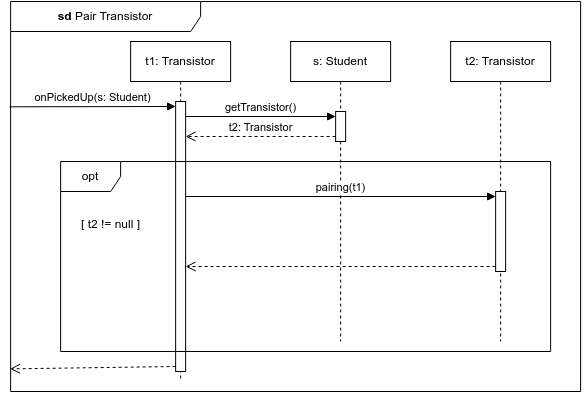 sd Pair Transistor
t1: Transistor
s: Student
t2: Transistor
onPickedUp(s: Student)
getTransistor()
t2: Transistor
opt
pairing(t1)
[ t2 != null ]